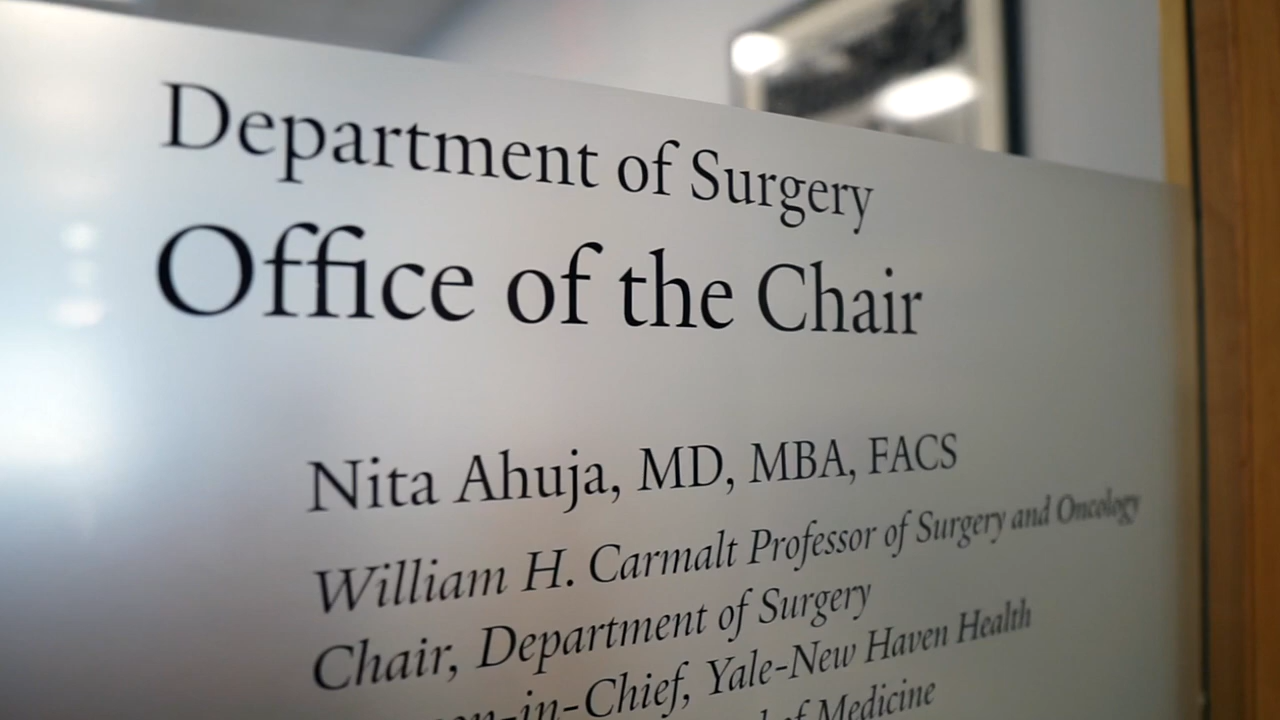 Department of Surgery
Office of the Chair
Nita Ahuja, MD, MBA, FACS
William H. Carmalt Professor of Surgery and Oncology
Chair, Department of Surgery
-in-Chief, Yale-New Haven Health
of Medicine